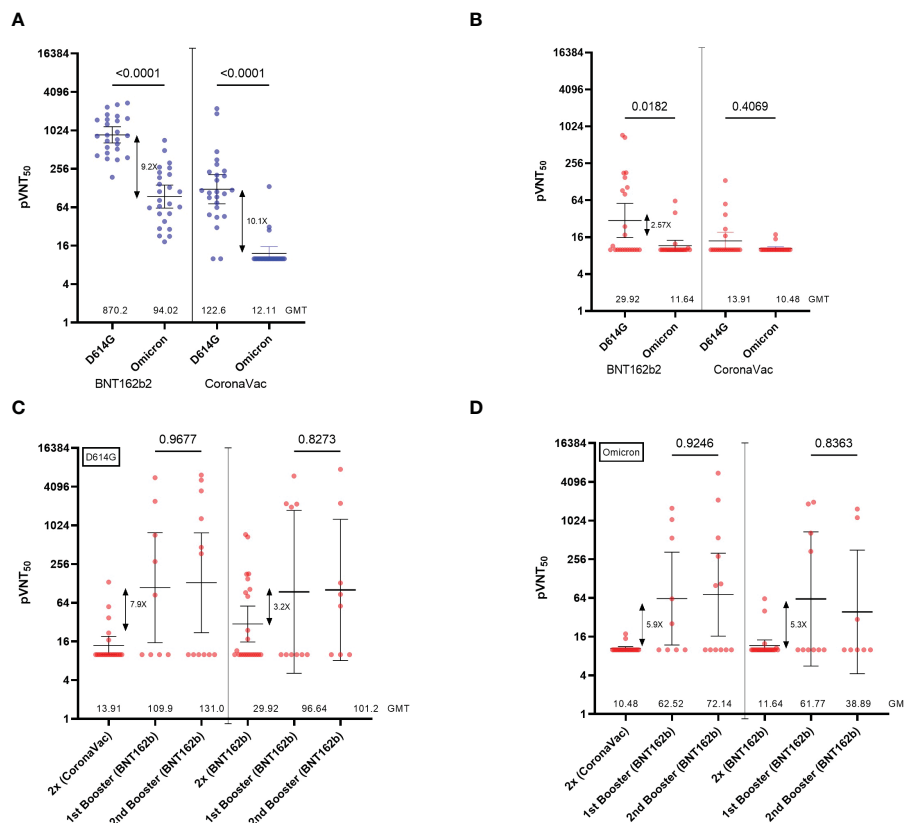 A
16384
4096
1024
256
64
16
4
1
pVNT50
<0.0001
<0.0001
9.2X
10.1X
870.2 94.02 122.6 12.11 GMT
D614G Omicron D614G Omicron
BNT162b2 CoronaVac
B
16384
4096
1024
256
64
16
4
1
pVNT50
0.0182
0.4069
2.57X
29.92 11.64 13.91 10.48
D614G Omicron D614G Omicron
BNT162b2 CoronaVac
C
16384
4096
1024
256
64
16
4
1
pVNT50
D614G
0.9677
0.8273
7.9X
3.2X
13.91 109.9 131.0 29.92 96.64 101.2 GMT
2x (CoronaVac)
1st Booster (BNT162b)
2nd Booster (BNT162b)
2x (BNT162b)
1st Booster (BNT162b)
2nd Booster (BNT162b)
D
16384
4096
1024
256
64
16
4
1
pVNT50
Omicron
0.9246
0.8363
5.9X
5.3X
10.48 62.52 72.14 11.64 61.77 38.89 GM
2x (CoronaVac)
1st Booster (BNT162b)
2nd Booster (BNT162b)
2x (BNT162b)
1st Booster (BNT162b)
2nd Booster (BNT162b)